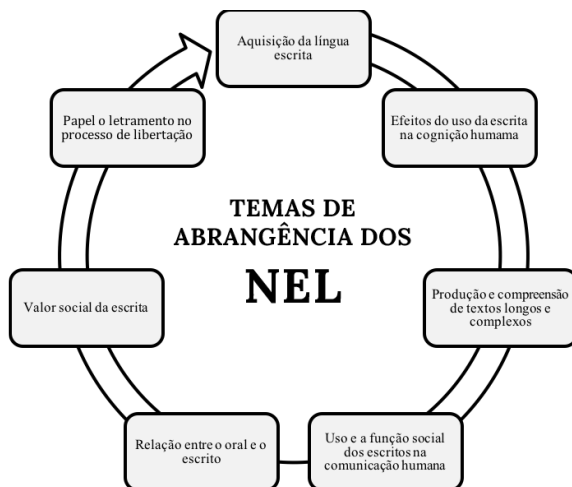 Aquisição da língua
escrita
Efeitos do uso da escrita
na cognição humama
Produção e compreensão
de textos longos e
complexos
Uso e a função social
dos escritos na
comunicação humana
Relação entre o oral e o
escrito
Valor social da escrita
Papel o letramento no
processo de libertação
TEMAS DE
ABRANGÊNCIA DOS
NEL